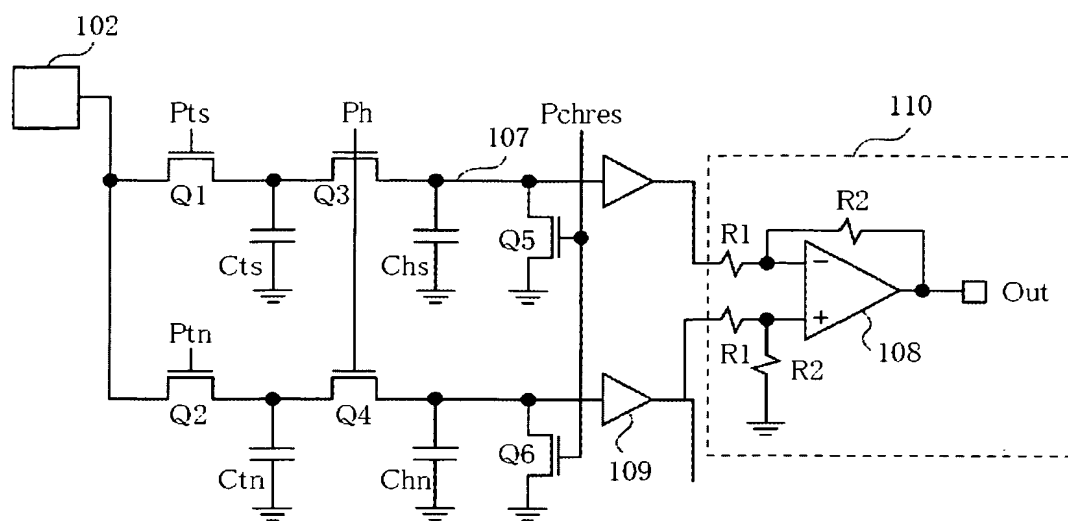 102
110
Pts
Ph
Pchres
107
Q1
Q3
R2
R1
Cts
Chs
Q5
−
Out
+
108
Ptn
R1
R2
Q2
Q4
Q6
109
Ctn
Chn